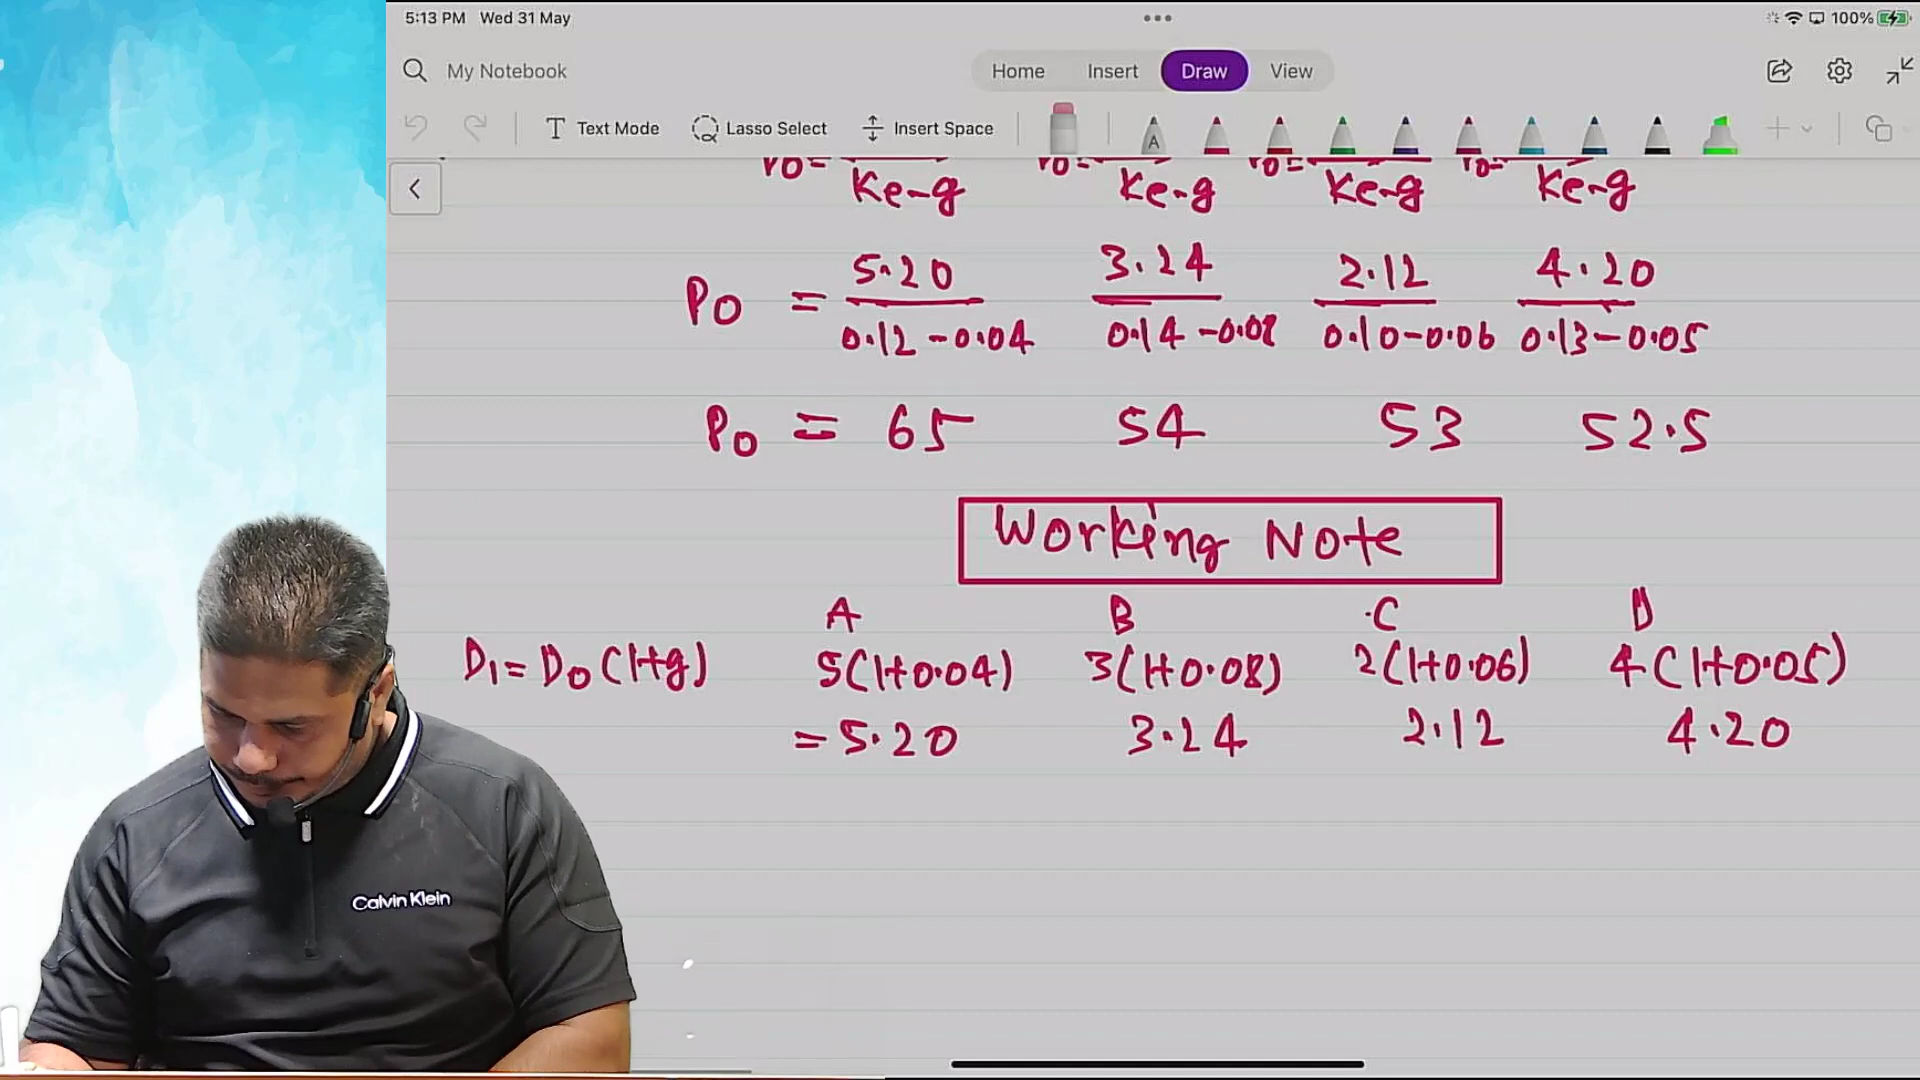 5:13 PM Wed 31 May
100%
My Notebook
Home Insert Draw View
Text Mode Lasso Select Insert Space
A
Ke-g Ke-g Ke-g Ke-g
P0 = 5.20 / 0.12-0.04 3.24 / 0.14-0.08 2.12 / 0.10-0.06 4.20 / 0.13-0.05
P0 = 65 54 53 52.5
Working Note
A B C D
D1 = D0 (1+g) 5(1+0.04) 3(1+0.08) 2(1+0.06) 4(1+0.05)
= 5.20 3.24 2.12 4.20
Calvin Klein